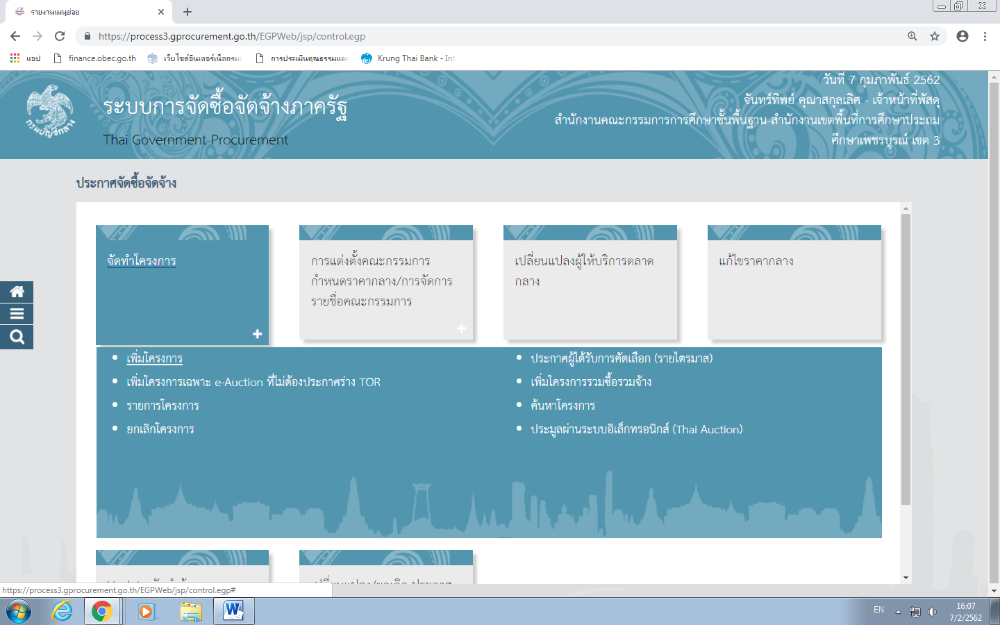 รายงานเมนูย่อย
https://process3.gprocurement.go.th/EGPWeb/jsp/control.egp
แอป
finance.obec.go.th
เว็บไซต์อินเตอร์เน็ตกรม
การประเมินคุณธรรมและ
Krung Thai Bank - Int
กรมบัญชีกลาง
ระบบการจัดซื้อจัดจ้างภาครัฐ
Thai Government Procurement
วันที่ 7 กุมภาพันธ์ 2562
จันทร์ทิพย์ คุณาสกุลเลิศ - เจ้าหน้าที่พัสดุ
สำนักงานคณะกรรมการการศึกษาขั้นพื้นฐาน-สำนักงานเขตพื้นที่การศึกษาประถม
ศึกษาเพชรบูรณ์ เขต 3
ประกาศจัดซื้อจัดจ้าง
จัดทำโครงการ
การแต่งตั้งคณะกรรมการ
กำหนดราคากลาง/การจัดการ
รายชื่อคณะกรรมการ
เปลี่ยนแปลงผู้ให้บริการตลาด
กลาง
แก้ไขราคากลาง
เพิ่มโครงการ
เพิ่มโครงการเฉพาะ e-Auction ที่ไม่ต้องประกาศร่าง TOR
รายการโครงการ
ยกเลิกโครงการ
ประกาศผู้ได้รับการคัดเลือก (รายไตรมาส)
เพิ่มโครงการรวมซื้อรวมจ้าง
ค้นหาโครงการ
ประมูลผ่านระบบอิเล็กทรอนิกส์ (Thai Auction)
เปลี่ยนแปลง/ยกเลิก ประกาศ
https://process3.gprocurement.go.th/EGPWeb/jsp/control.egp#
EN
16:07
7/2/2562